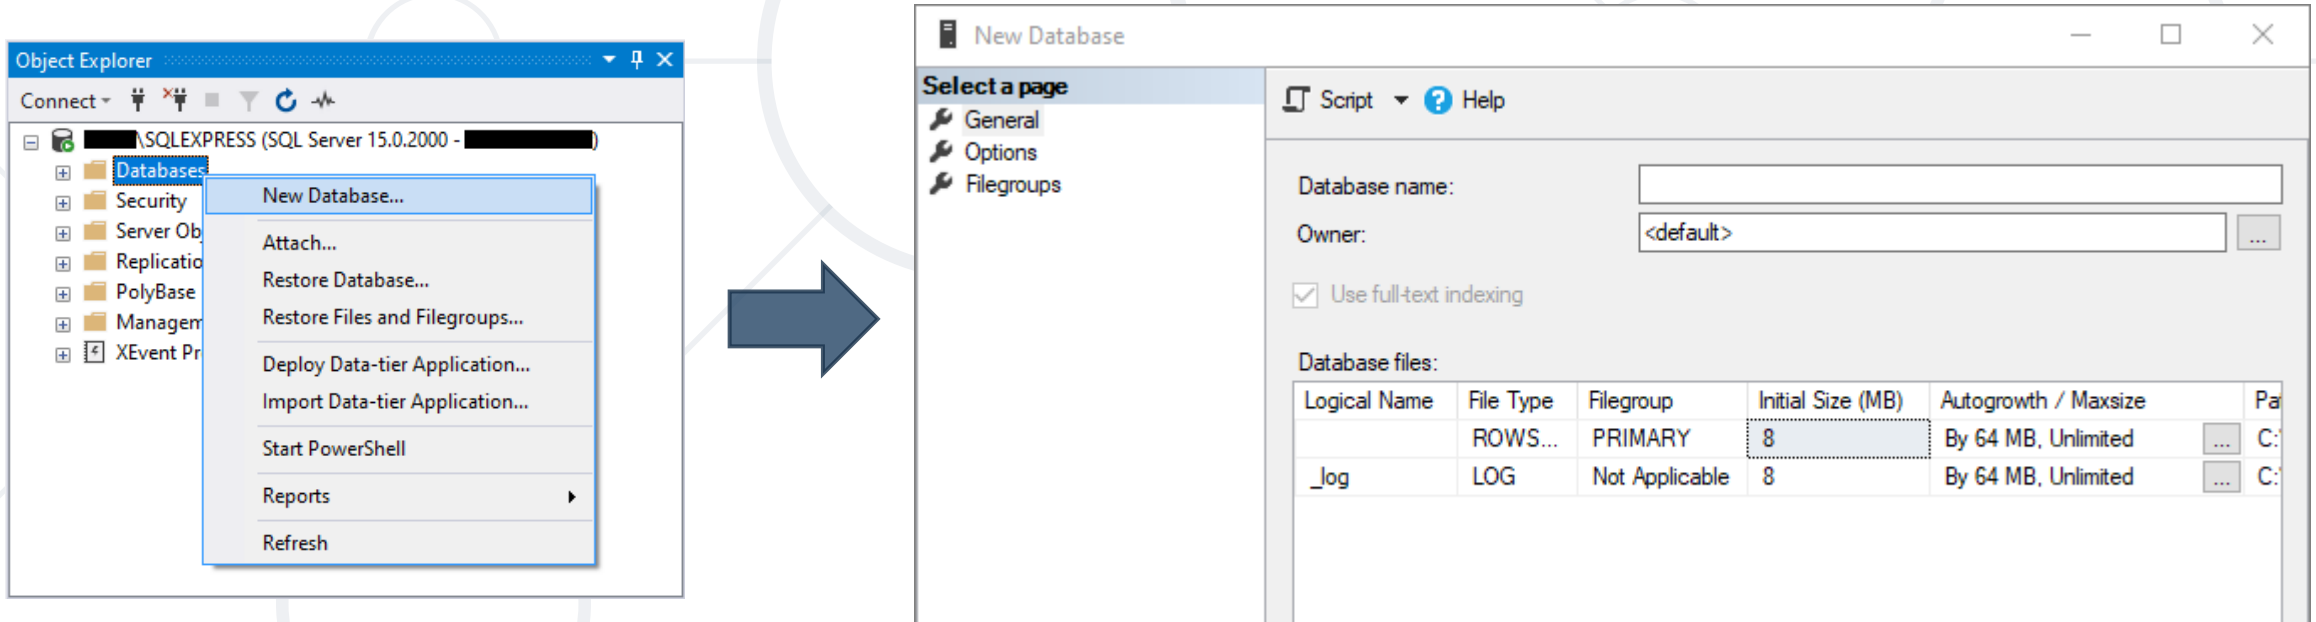 Object Explorer
Connect
\SQLEXPRESS (SQL Server 15.0.2000 - )
Databases
Security
Server Ob
Replicatio
PolyBase
Managem
XEvent Pr
New Database...
Attach...
Restore Database...
Restore Files and Filegroups...
Deploy Data-tier Application...
Import Data-tier Application...
Start PowerShell
Reports
Refresh
New Database
Select a page
General
Options
Filegroups
Script Help
Database name:
Owner: <default> ...
Use full-text indexing
Database files:
Logical Name File Type Filegroup Initial Size (MB) Autogrowth / Maxsize Pa
ROWS... PRIMARY 8 By 64 MB, Unlimited ... C:\
_log LOG Not Applicable 8 By 64 MB, Unlimited ... C:\